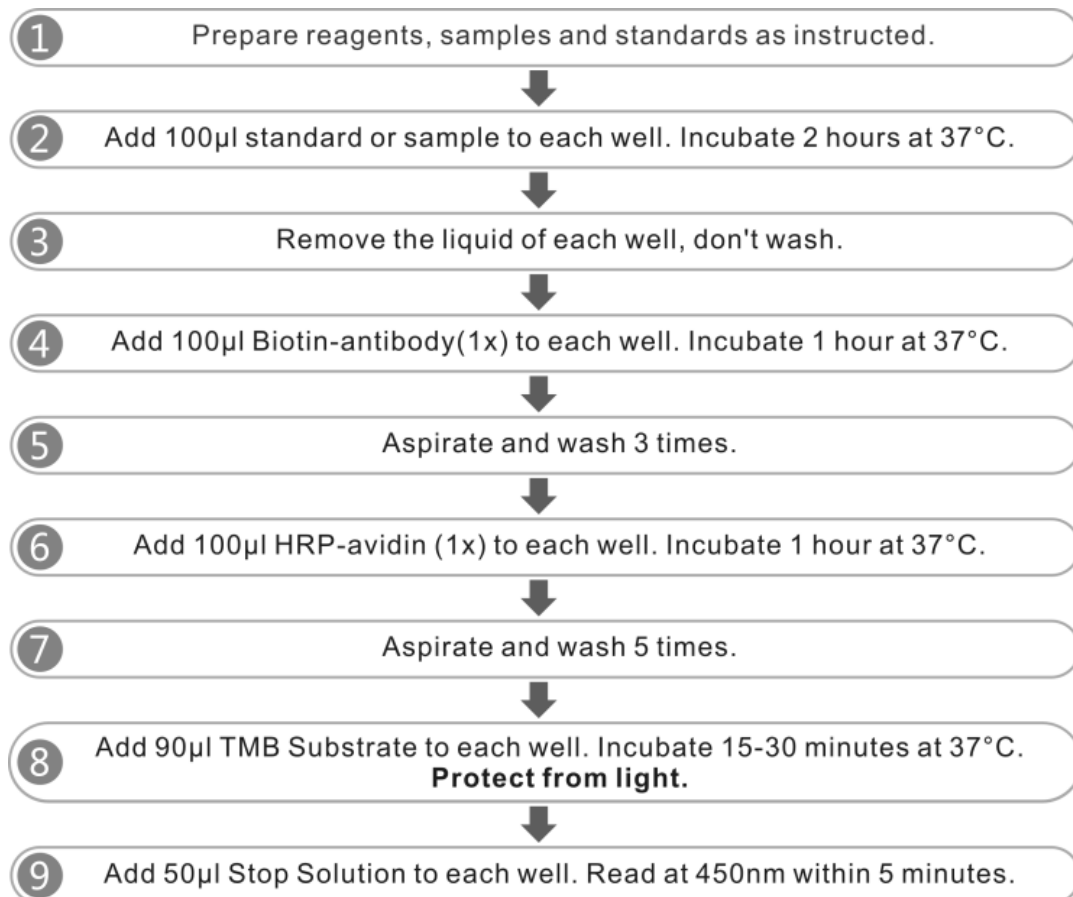 1 Prepare reagents, samples and standards as instructed.
2 Add 100µl standard or sample to each well. Incubate 2 hours at 37°C.
3 Remove the liquid of each well, don't wash.
4 Add 100µl Biotin-antibody(1x) to each well. Incubate 1 hour at 37°C.
5 Aspirate and wash 3 times.
6 Add 100µl HRP-avidin (1x) to each well. Incubate 1 hour at 37°C.
7 Aspirate and wash 5 times.
8 Add 90µl TMB Substrate to each well. Incubate 15-30 minutes at 37°C.
Protect from light.
9 Add 50µl Stop Solution to each well. Read at 450nm within 5 minutes.